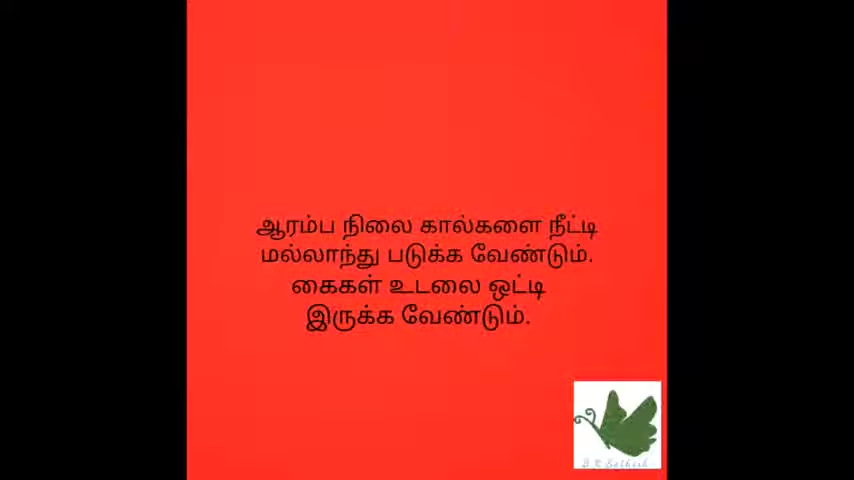 ஆரம்ப நிலை கால்களை நீட்டி
மல்லாந்து படுக்க வேண்டும்.
கைகள் உடலை ஒட்டி
இருக்க வேண்டும்.